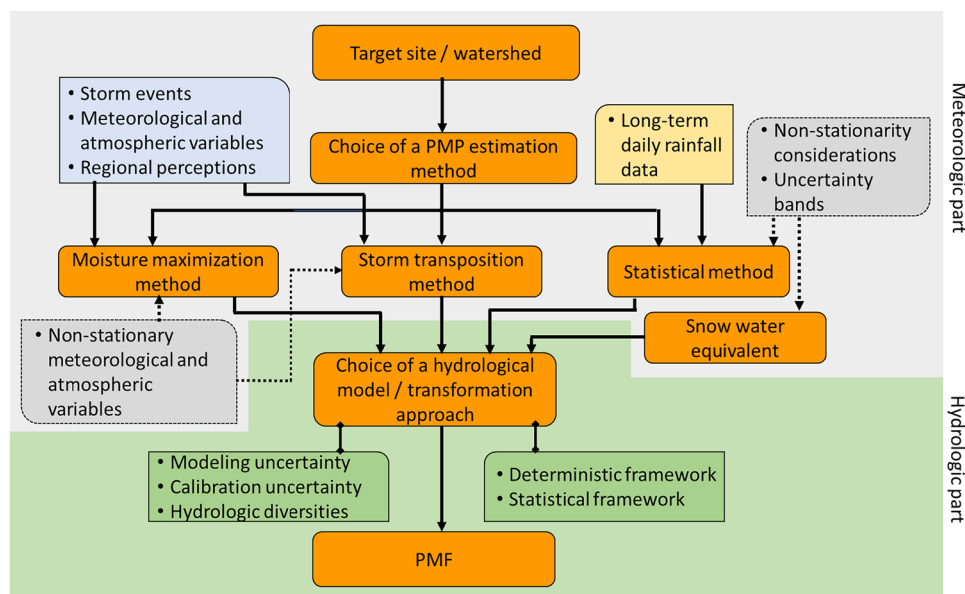 Target site / watershed
• Storm events
• Meteorological and
atmospheric variables
• Regional perceptions
Choice of a PMP estimation
method
• Long-term
daily rainfall
data
• Non-stationarity
considerations
• Uncertainty
bands
Meteorologic part
Moisture maximization
method
Storm transposition
method
Statistical method
• Non-stationary
meteorological and
atmospheric
variables
Snow water
equivalent
Choice of a hydrological
model / transformation
approach
Hydrologic part
• Modeling uncertainty
• Calibration uncertainty
• Hydrologic diversities
• Deterministic framework
• Statistical framework
PMF